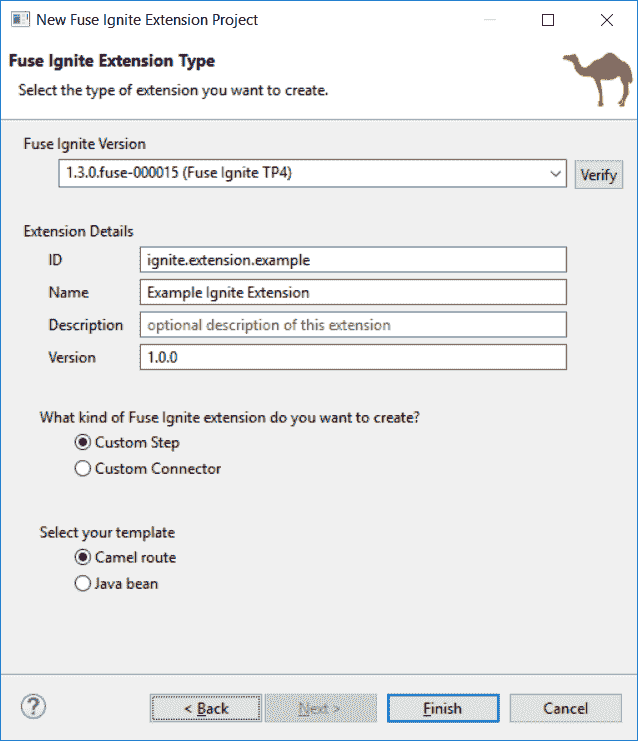 New Fuse Ignite Extension Project
Fuse Ignite Extension Type
Select the type of extension you want to create.
Fuse Ignite Version
1.3.0.fuse-000015 (Fuse Ignite TP4)
Verify
Extension Details
ID
ignite.extension.example
Name
Example Ignite Extension
Description
optional description of this extension
Version
1.0.0
What kind of Fuse Ignite extension do you want to create?
Custom Step
Custom Connector
Select your template
Camel route
Java bean
?
< Back
Next >
Finish
Cancel